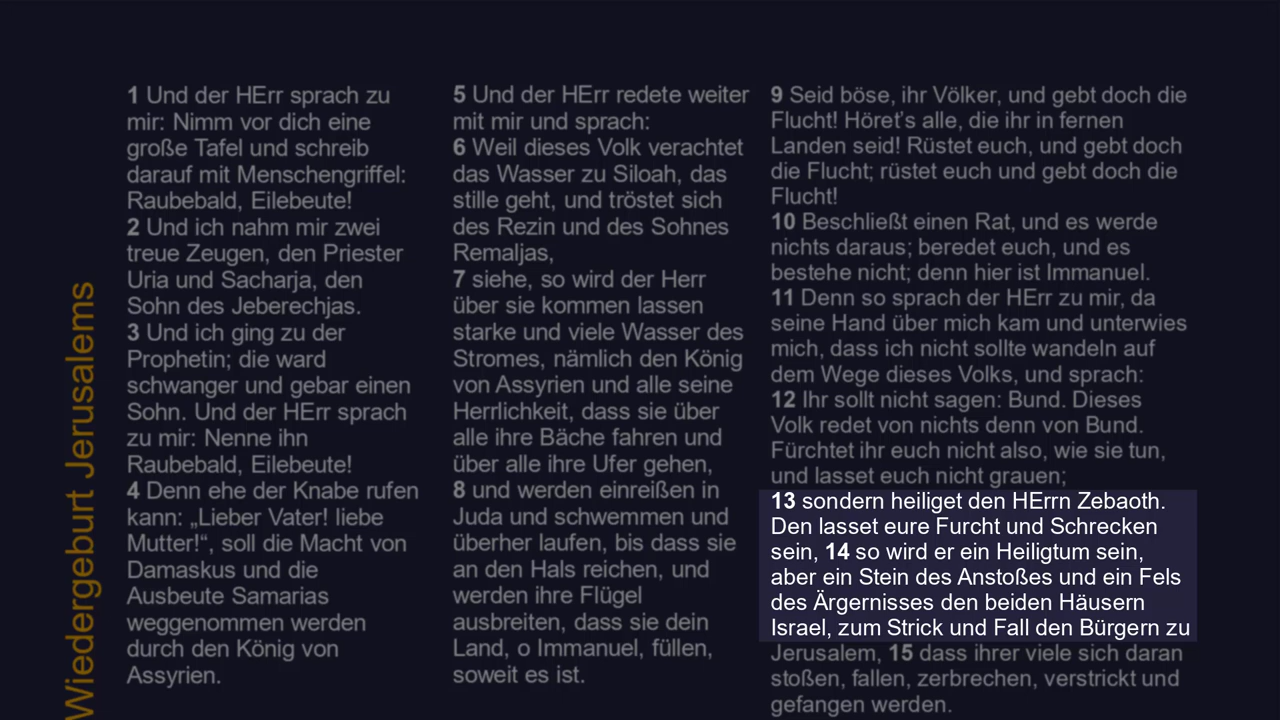 Wiedergeburt Jerusalems
1 Und der HErr sprach zu
mir: Nimm vor dich eine
große Tafel und schreib
darauf mit Menschengriffel:
Raubebald, Eilebeute!
2 Und ich nahm mir zwei
treue Zeugen, den Priester
Uria und Sacharja, den
Sohn des Jeberechjas.
3 Und ich ging zu der
Prophetin; die ward
schwanger und gebar einen
Sohn. Und der HErr sprach
zu mir: Nenne ihn
Raubebald, Eilebeute!
4 Denn ehe der Knabe rufen
kann: „Lieber Vater! liebe
Mutter!“, soll die Macht von
Damaskus und die
Ausbeute Samarias
weggenommen werden
durch den König von
Assyrien.
5 Und der HErr redete weiter
mit mir und sprach:
6 Weil dieses Volk verachtet
das Wasser zu Siloah, das
stille geht, und tröstet sich
des Rezin und des Sohnes
Remaljas,
7 siehe, so wird der Herr
über sie kommen lassen
starke und viele Wasser des
Stromes, nämlich den König
von Assyrien und alle seine
Herrlichkeit, dass sie über
alle ihre Bäche fahren und
über alle ihre Ufer gehen,
8 und werden einreißen in
Juda und schwemmen und
überher laufen, bis dass sie
an den Hals reichen, und
werden ihre Flügel
ausbreiten, dass sie dein
Land, o Immanuel, füllen,
soweit es ist.
9 Seid böse, ihr Völker, und gebt doch die
Flucht! Höret's alle, die ihr in fernen
Landen seid! Rüstet euch, und gebt doch
die Flucht; rüstet euch und gebt doch die
Flucht!
10 Beschließt einen Rat, und es werde
nichts daraus; beredet euch, und es
bestehe nicht; denn hier ist Immanuel.
11 Denn so sprach der HErr zu mir, da
seine Hand über mich kam und unterwies
mich, dass ich nicht sollte wandeln auf
dem Wege dieses Volks, und sprach:
12 Ihr sollt nicht sagen: Bund. Dieses
Volk redet von nichts denn von Bund.
Fürchtet ihr euch nicht also, wie sie tun,
und lasset euch nicht grauen;
13 sondern heiliget den HErrn Zebaoth.
Den lasset eure Furcht und Schrecken
sein, 14 so wird er ein Heiligtum sein,
aber ein Stein des Anstoßes und ein Fels
des Ärgernisses den beiden Häusern
Israel, zum Strick und Fall den Bürgern zu
Jerusalem, 15 dass ihrer viele sich daran
stoßen, fallen, zerbrechen, verstrickt und
gefangen werden.